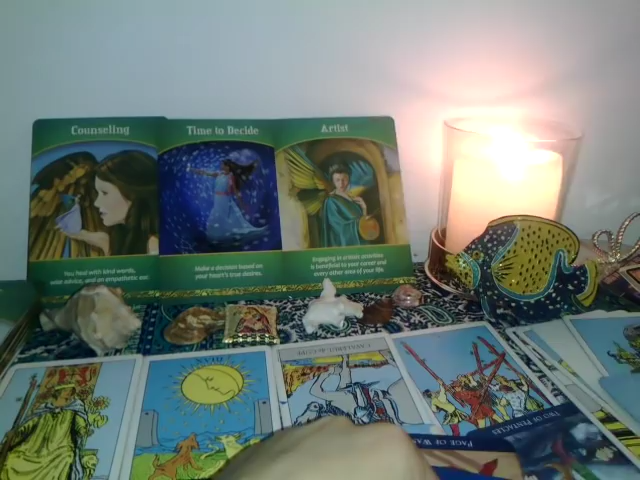 Counseling
You heal with kind words,
wise advice, and an empathetic ear.
Time to Decide
Make a decision based on
your heart's true desires.
Artist
Engaging in artistic activities
is beneficial to your career and
every other area of your life.
XVIII
TWO OF PENTACLES
PAGE OF WANDS